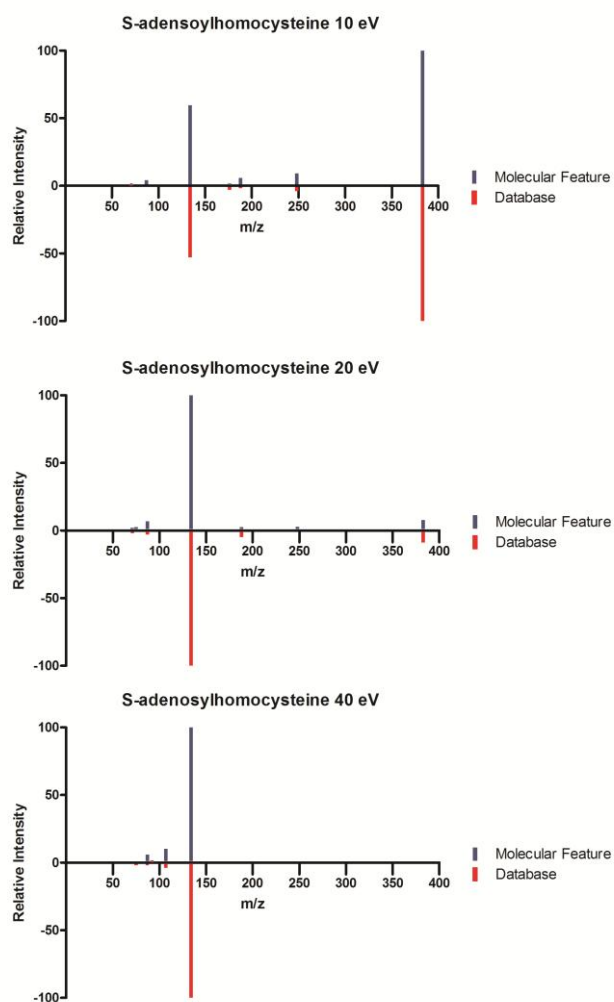 S-adensoylhomocysteine 10 eV
100
50
0
-50
-100
Relative Intensity
50 100 150 200 250 300 350 400
m/z
Molecular Feature
Database
S-adenosylhomocysteine 20 eV
100
50
0
-50
-100
Relative Intensity
50 100 150 200 250 300 350 400
m/z
Molecular Feature
Database
S-adenosylhomocysteine 40 eV
100
50
0
-50
-100
Relative Intensity
50 100 150 200 250 300 350 400
m/z
Molecular Feature
Database